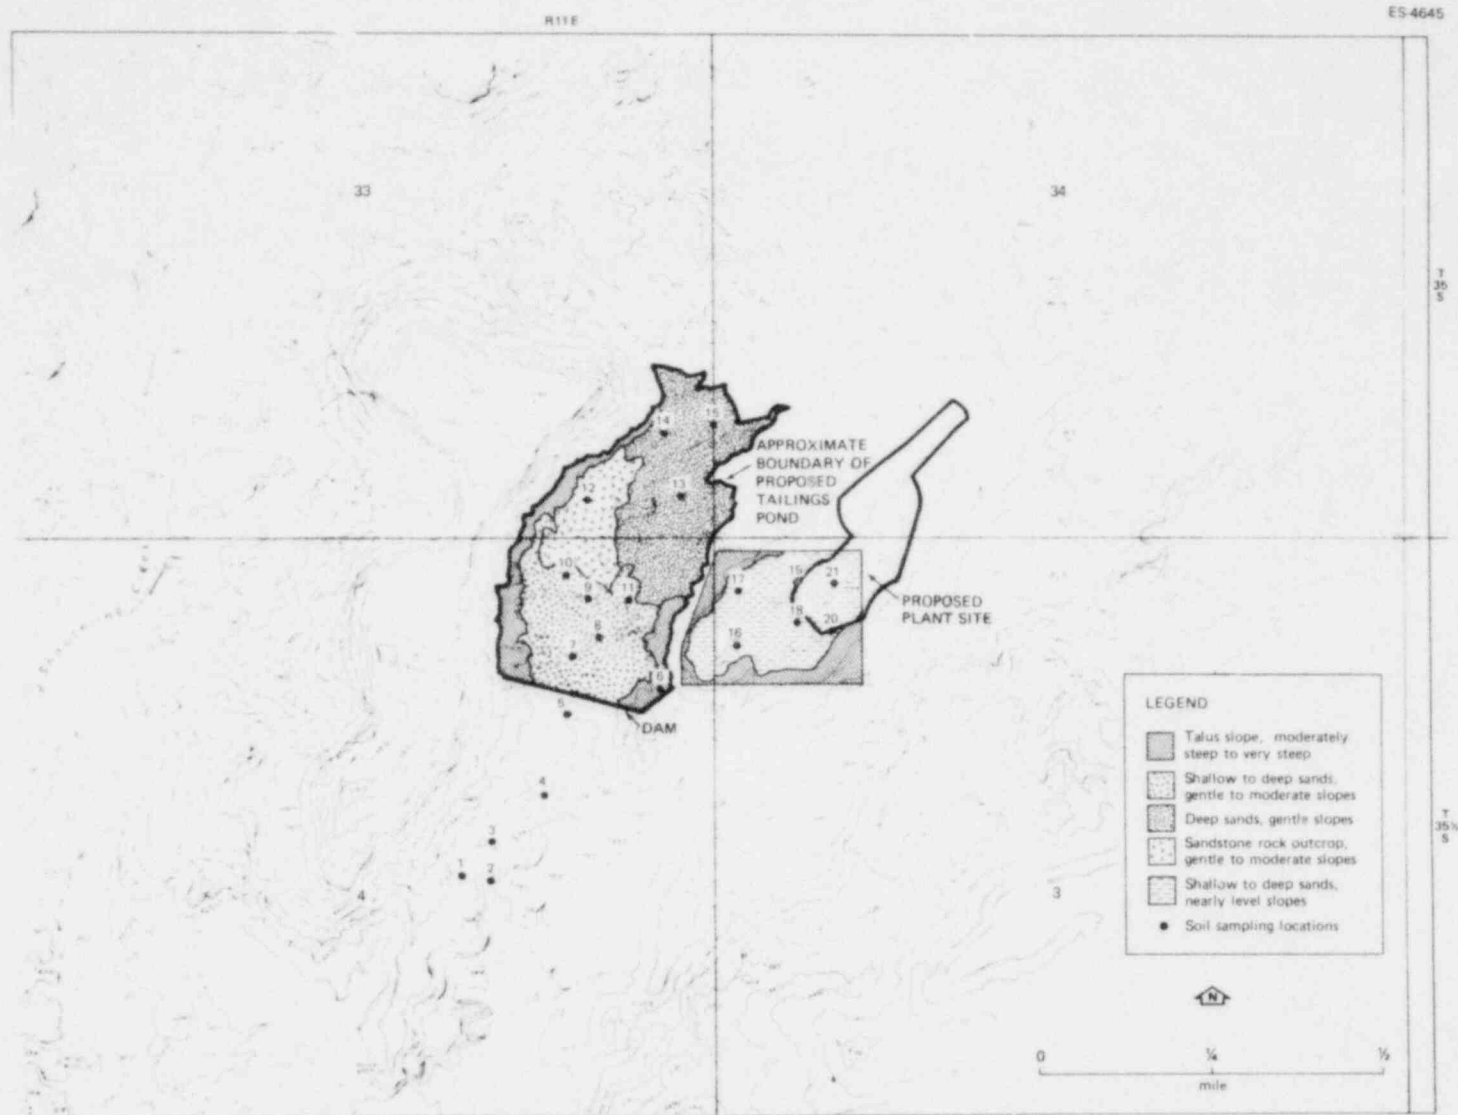 ES-4645
R11E
33
34
T
35
S
14
15
APPROXIMATE
BOUNDARY OF
PROPOSED
TAILINGS
POND
12
13
10
9
11
17
21
PROPOSED
PLANT SITE
8
18
20
7
16
6
5
DAM
4
3
1
2
4
3
T
35½
S
LEGEND
Talus slope, moderately
steep to very steep
Shallow to deep sands,
gentle to moderate slopes
Deep sands, gentle slopes
Sandstone rock outcrop,
gentle to moderate slopes
Shallow to deep sands,
nearly level slopes
Soil sampling locations
N
0
¼
½
mile